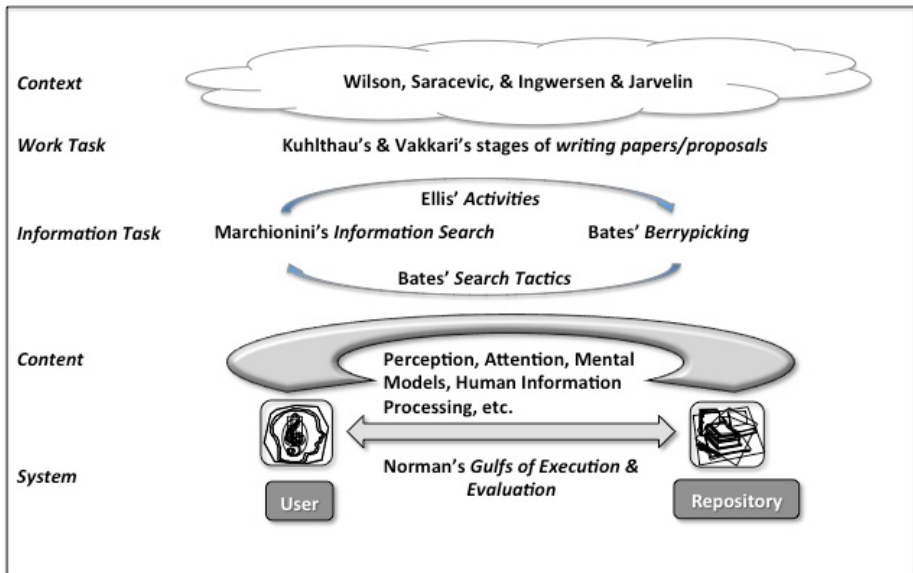 Context
Wilson, Saracevic, & Ingwersen & Jarvelin
Work Task
Kuhlthau's & Vakkari's stages of writing papers/proposals
Ellis' Activities
Information Task
Marchionini's Information Search
Bates' Berrypicking
Bates' Search Tactics
Content
Perception, Attention, Mental
Models, Human Information
Processing, etc.
System
Norman's Gulfs of Execution &
Evaluation
User
Repository